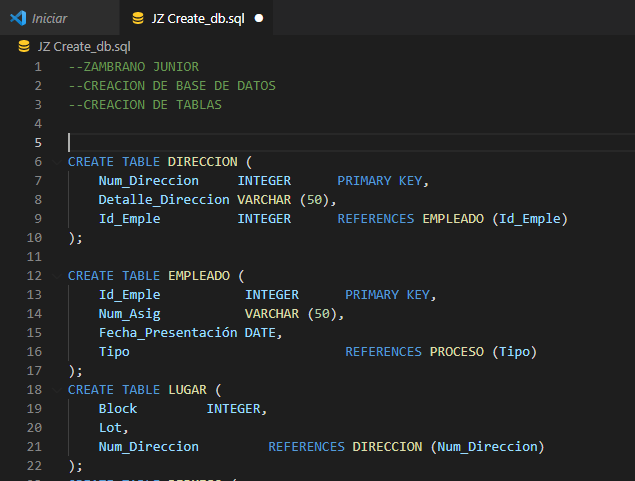 Iniciar JZ Create_db.sql
JZ Create_db.sql
1 --ZAMBRANO JUNIOR
2 --CREACION DE BASE DE DATOS
3 --CREACION DE TABLAS
4
5
6 CREATE TABLE DIRECCION (
7 Num_Direccion INTEGER PRIMARY KEY,
8 Detalle_Direccion VARCHAR (50),
9 Id_Emple INTEGER REFERENCES EMPLEADO (Id_Emple)
10 );
11
12 CREATE TABLE EMPLEADO (
13 Id_Emple INTEGER PRIMARY KEY,
14 Num_Asig VARCHAR (50),
15 Fecha_Presentación DATE,
16 Tipo REFERENCES PROCESO (Tipo)
17 );
18 CREATE TABLE LUGAR (
19 Block INTEGER,
20 Lot,
21 Num_Direccion REFERENCES DIRECCION (Num_Direccion)
22 );